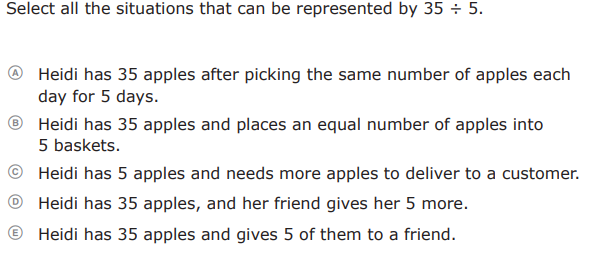 Select all the situations that can be represented by 35 ÷ 5.
Ⓐ Heidi has 35 apples after picking the same number of apples each
day for 5 days.
Ⓑ Heidi has 35 apples and places an equal number of apples into
5 baskets.
Ⓒ Heidi has 5 apples and needs more apples to deliver to a customer.
Ⓓ Heidi has 35 apples, and her friend gives her 5 more.
Ⓔ Heidi has 35 apples and gives 5 of them to a friend.